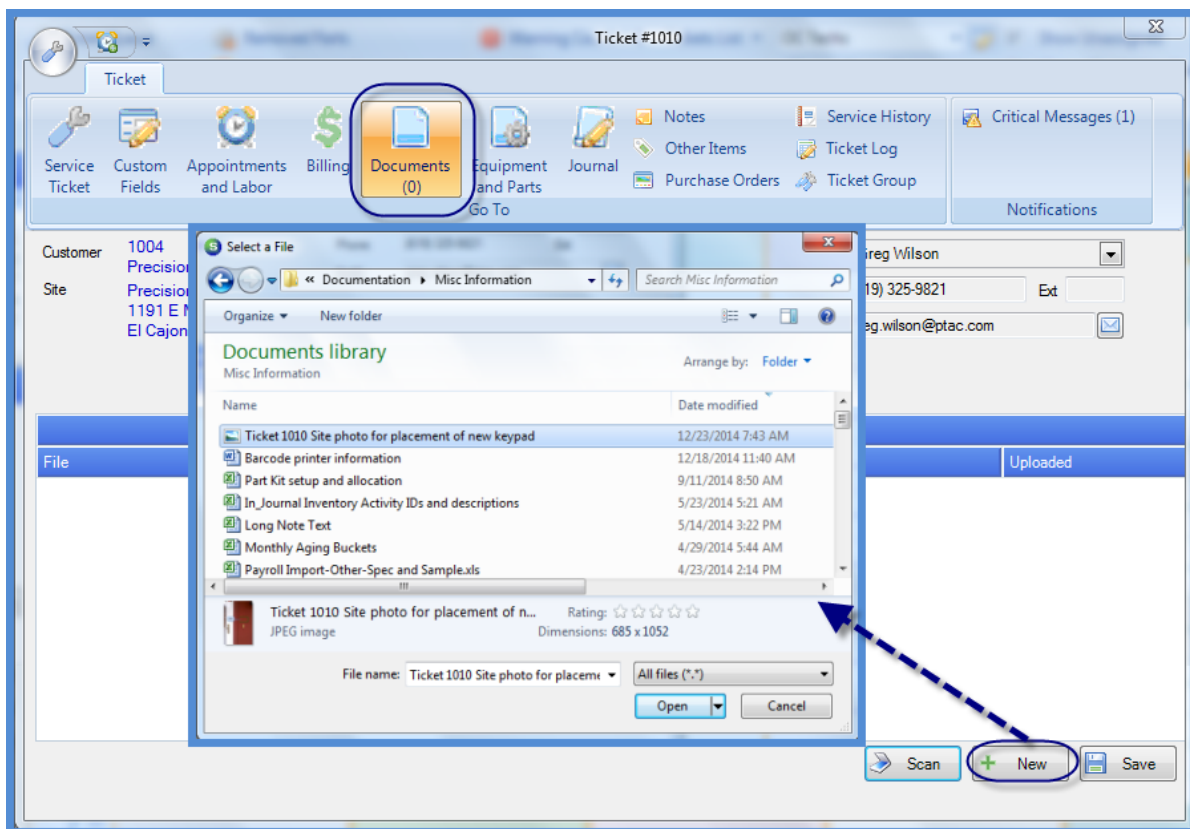 Ticket #1010
Ticket
Service Ticket
Custom Fields
Appointments and Labor
Billing
Documents (0)
Equipment and Parts
Journal
Notes
Other Items
Purchase Orders
Service History
Ticket Log
Ticket Group
Go To
Critical Messages (1)
Notifications
Customer 1004
Precision
Site Precision
1191 E
El Cajon
Wilson
325-9821 Ext
wilson@ptac.com
File Uploaded
Select a File
« Documentation Misc Information Search Misc Information
Organize New folder
Documents library
Misc Information
Arrange by: Folder
Name Date modified
Ticket 1010 Site photo for placement of new keypad 12/23/2014 7:43 AM
Barcode printer information 12/18/2014 11:40 AM
Part Kit setup and allocation 9/11/2014 8:50 AM
In_Journal Inventory Activity IDs and descriptions 5/23/2014 5:21 AM
Long Note Text 5/14/2014 3:22 PM
Monthly Aging Buckets 4/29/2014 5:44 AM
Payroll Import-Other-Spec and Sample.xls 4/23/2014 2:14 PM
Ticket 1010 Site photo for placement of n... Rating:
JPEG image Dimensions: 685 x 1052
File name: Ticket 1010 Site photo for placeme All files (*.*)
Open Cancel
Scan New Save